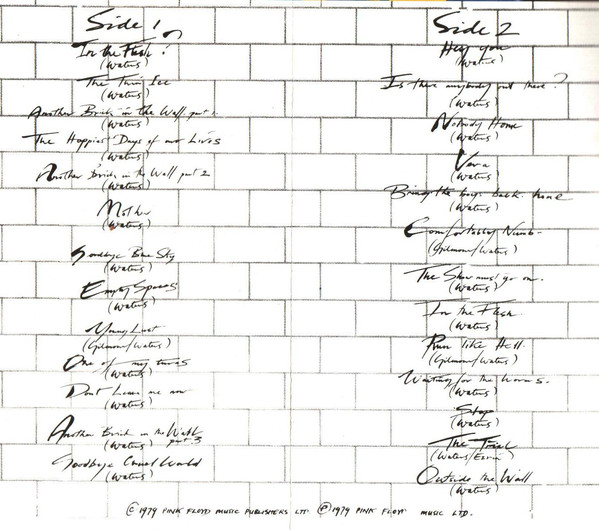 Side 1
In the Flesh?
(Waters)
The Thin Ice
(Waters)
Another Brick in the Wall part 1.
(Waters)
The Happiest Days of our Lives
(Waters)
Another Brick in the Wall part 2
(Waters)
Mother
(Waters)
Goodbye Blue Sky
(Waters)
Empty Spaces
(Waters)
Young Lust
(Gilmour/Waters)
One of my turns
(Waters)
Dont Leave me now
(Waters)
Another Brick in the Wall
part 3
(Waters)
Goodbye Cruel World
(Waters)
Side 2
Hey you
(Waters)
Is there anybody out there?
(Waters)
Nobody Home
(Waters)
Vera
(Waters)
Bring the boys back home
(Waters)
Comfortably Numb
(Gilmour/Waters)
The Show must go on.
(Waters)
In the Flesh
(Waters)
Run like Hell.
(Gilmour/Waters)
Waiting for the Worms.
(Waters)
Stop
(Waters)
The Trial
(Waters/Ezrin)
Outside the Wall
(Waters)
© 1979 PINK FLOYD MUSIC PUBLISHERS LTD. ℗ 1979 PINK FLOYD MUSIC LTD.